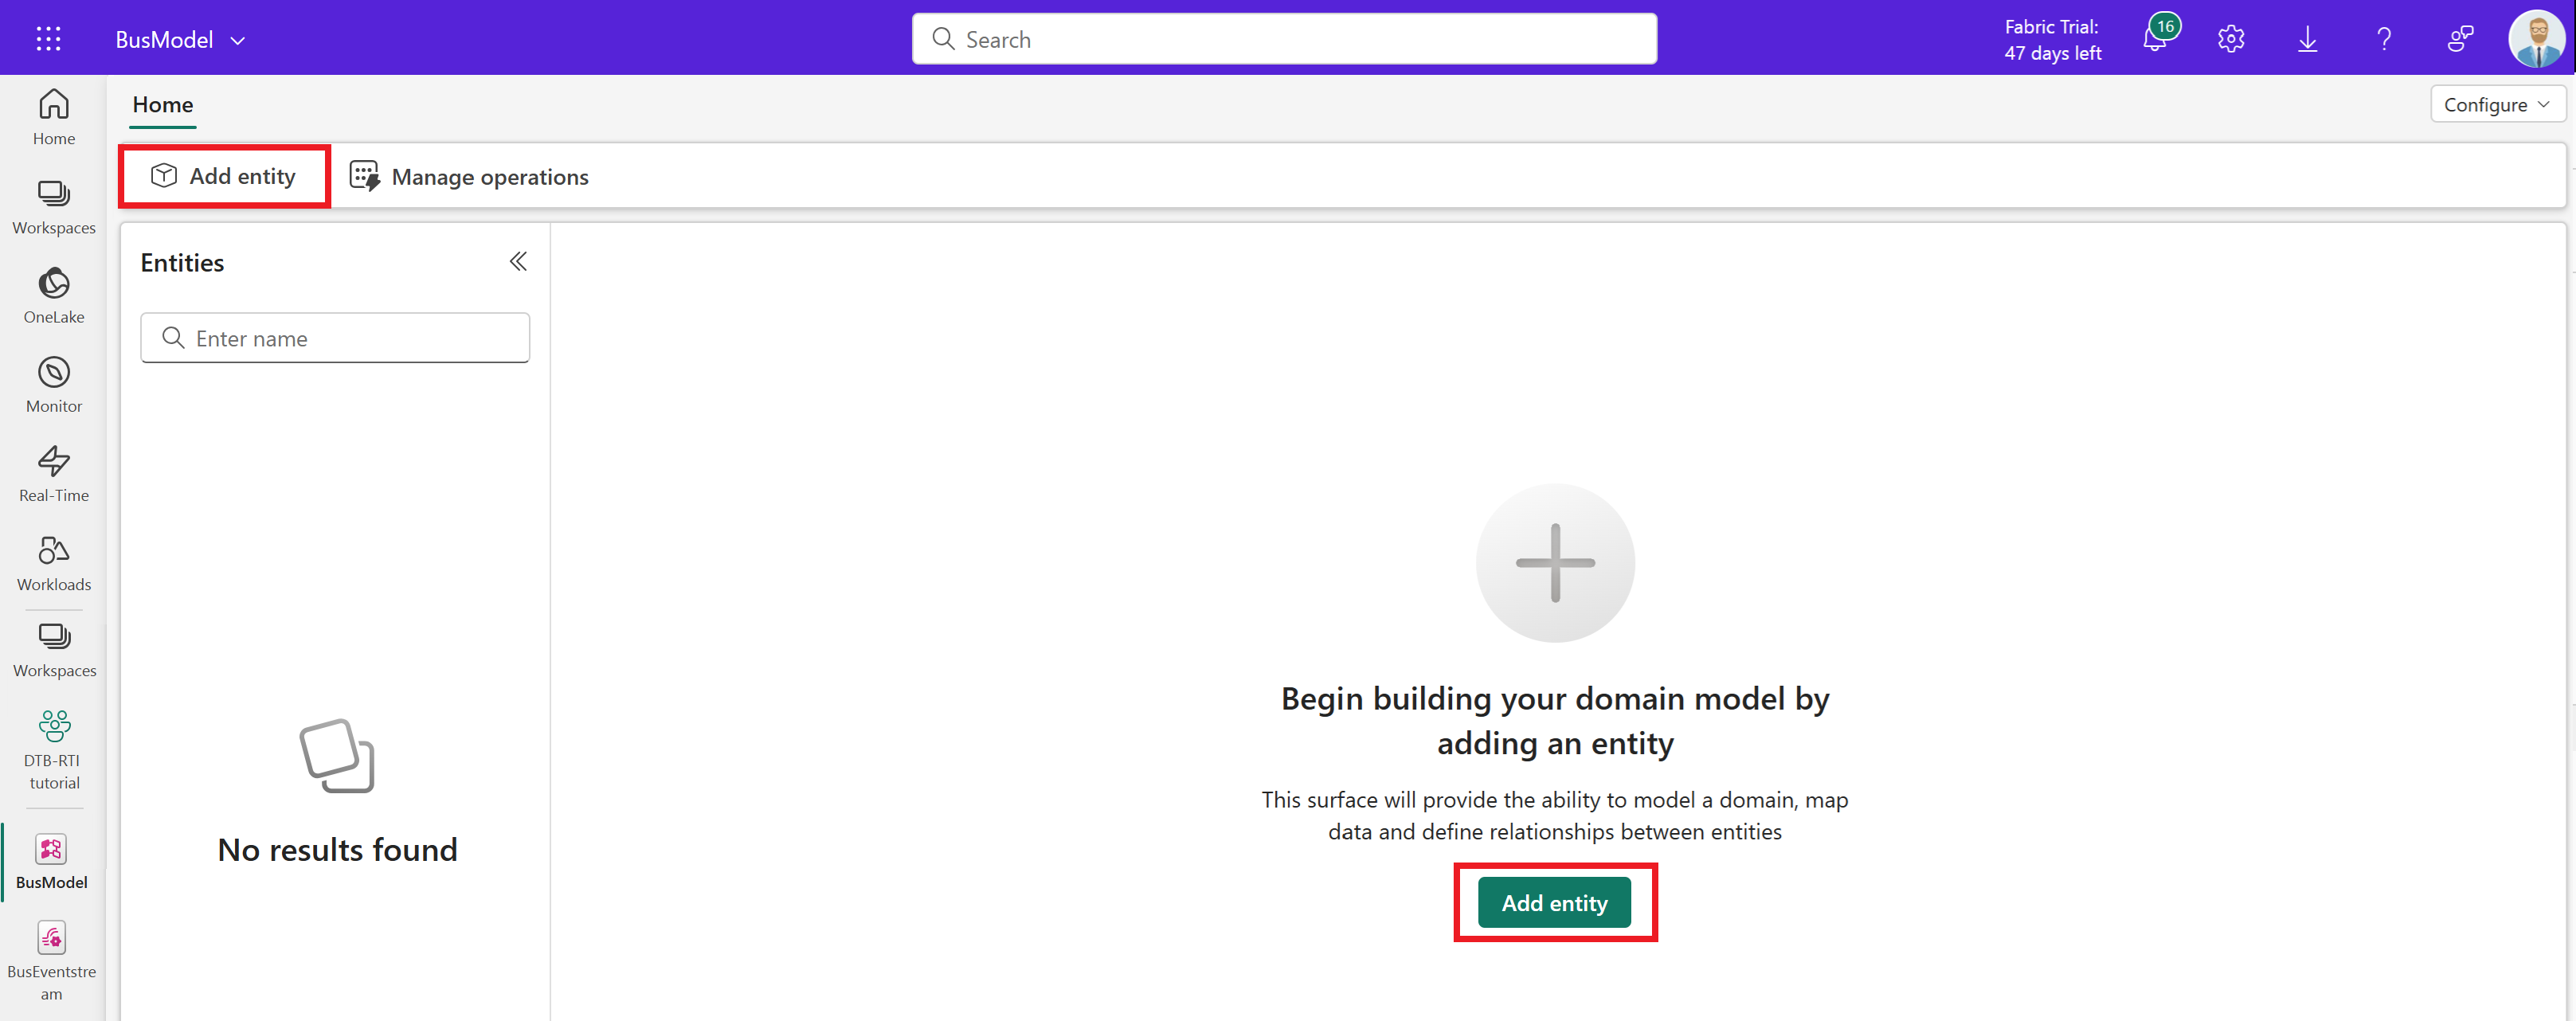 BusModel
Search
Fabric Trial:
47 days left
16
Home
Configure
Add entity
Manage operations
Home
Workspaces
OneLake
Monitor
Real-Time
Workloads
Workspaces
DTB-RTI
tutorial
BusModel
BusEventstre
am
Entities
Enter name
No results found
Begin building your domain model by
adding an entity
This surface will provide the ability to model a domain, map
data and define relationships between entities
Add entity